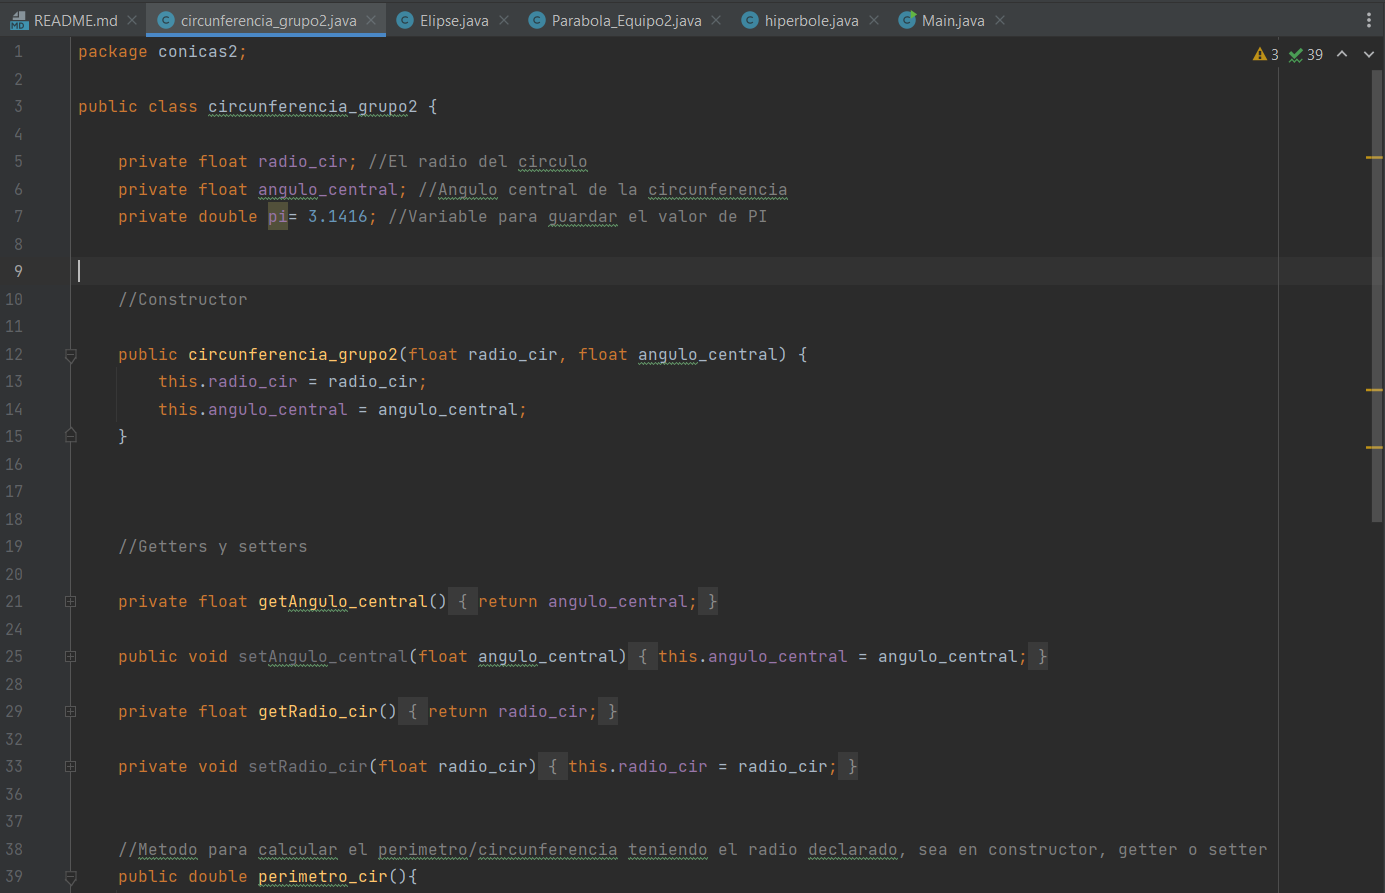 README.md circunferencia_grupo2.java Elipse.java Parabola_Equipo2.java hiperbole.java Main.java
1 package conicas2; 3 39
2
3 public class circunferencia_grupo2 {
4
5 private float radio_cir; //El radio del circulo
6 private float angulo_central; //Angulo central de la circunferencia
7 private double pi= 3.1416; //Variable para guardar el valor de PI
8
9
10 //Constructor
11
12 public circunferencia_grupo2(float radio_cir, float angulo_central) {
13 this.radio_cir = radio_cir;
14 this.angulo_central = angulo_central;
15 }
16
17
18
19 //Getters y setters
20
21 private float getAngulo_central() { return angulo_central; }
24
25 public void setAngulo_central(float angulo_central) { this.angulo_central = angulo_central; }
28
29 private float getRadio_cir() { return radio_cir; }
32
33 private void setRadio_cir(float radio_cir) { this.radio_cir = radio_cir; }
36
37
38 //Metodo para calcular el perimetro/circunferencia teniendo el radio declarado, sea en constructor, getter o setter
39 public double perimetro_cir(){